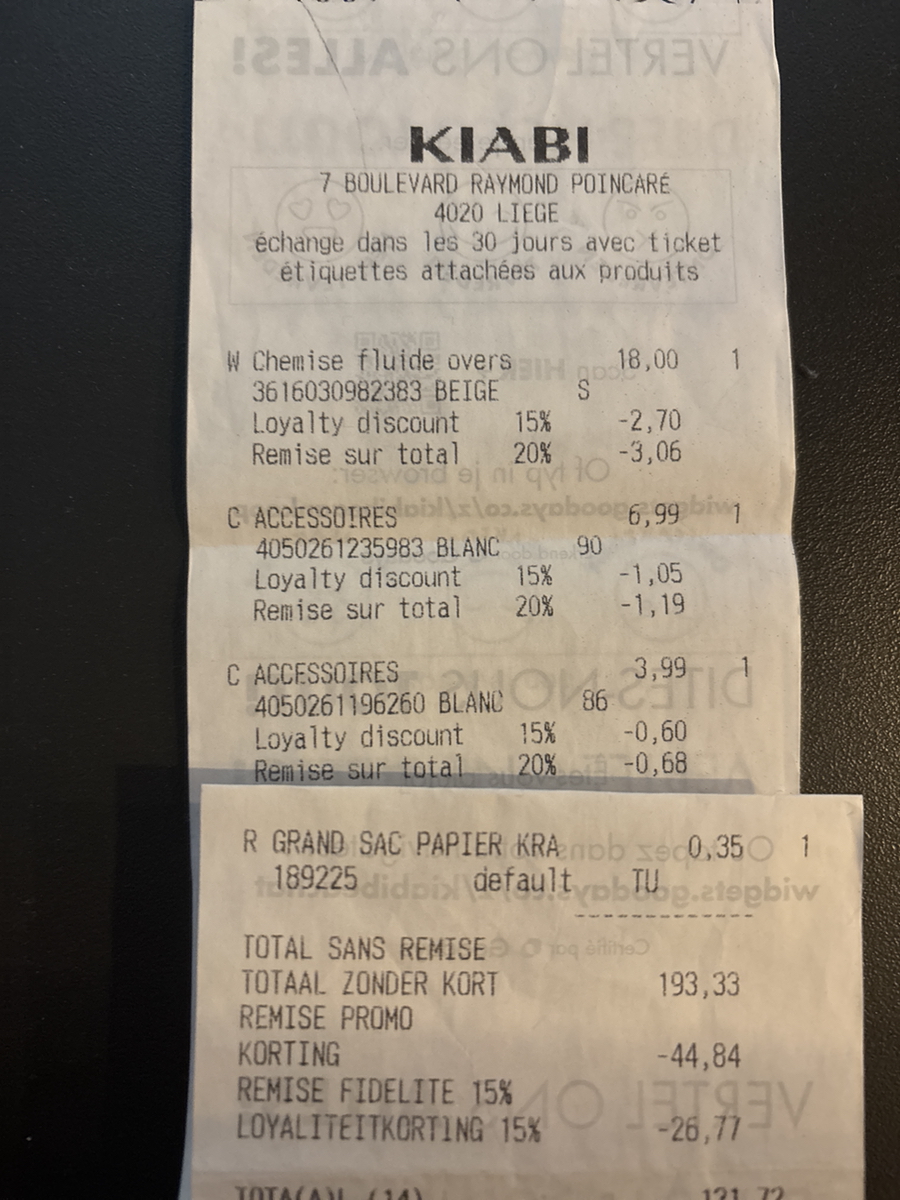 KIABI
7 BOULEVARD RAYMOND POINCARÉ
4020 LIEGE
échange dans les 30 jours avec ticket
étiquettes attachées aux produits
W Chemise fluide overs 18,00 1
3616030982383 BEIGE S
Loyalty discount 15% -2,70
Remise sur total 20% -3,06
C ACCESSOIRES 6,99 1
4050261235983 BLANC 90
Loyalty discount 15% -1,05
Remise sur total 20% -1,19
C ACCESSOIRES 3,99 1
4050261196260 BLANC 86
Loyalty discount 15% -0,60
Remise sur total 20% -0,68
R GRAND SAC PAPIER KRA 0,35 1
189225 default TU
TOTAL SANS REMISE
TOTAAL ZONDER KORT 193,33
REMISE PROMO
KORTING -44,84
REMISE FIDELITE 15%
LOYALITEITKORTING 15% -26,77
TOTA(A)L (14) 121,72